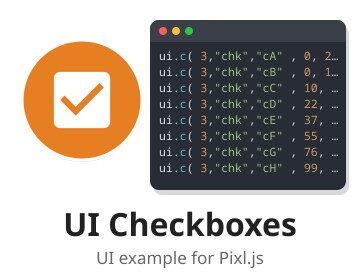 ui.c( 3,"chk","cA" , 0, 2…
ui.c( 3,"chk","cB" , 0, 1…
ui.c( 3,"chk","cC" , 10, …
ui.c( 3,"chk","cD" , 22, …
ui.c( 3,"chk","cE" , 37, …
ui.c( 3,"chk","cF" , 55, …
ui.c( 3,"chk","cG" , 76, …
ui.c( 3,"chk","cH" , 99, …
UI Checkboxes
UI example for Pixl.js